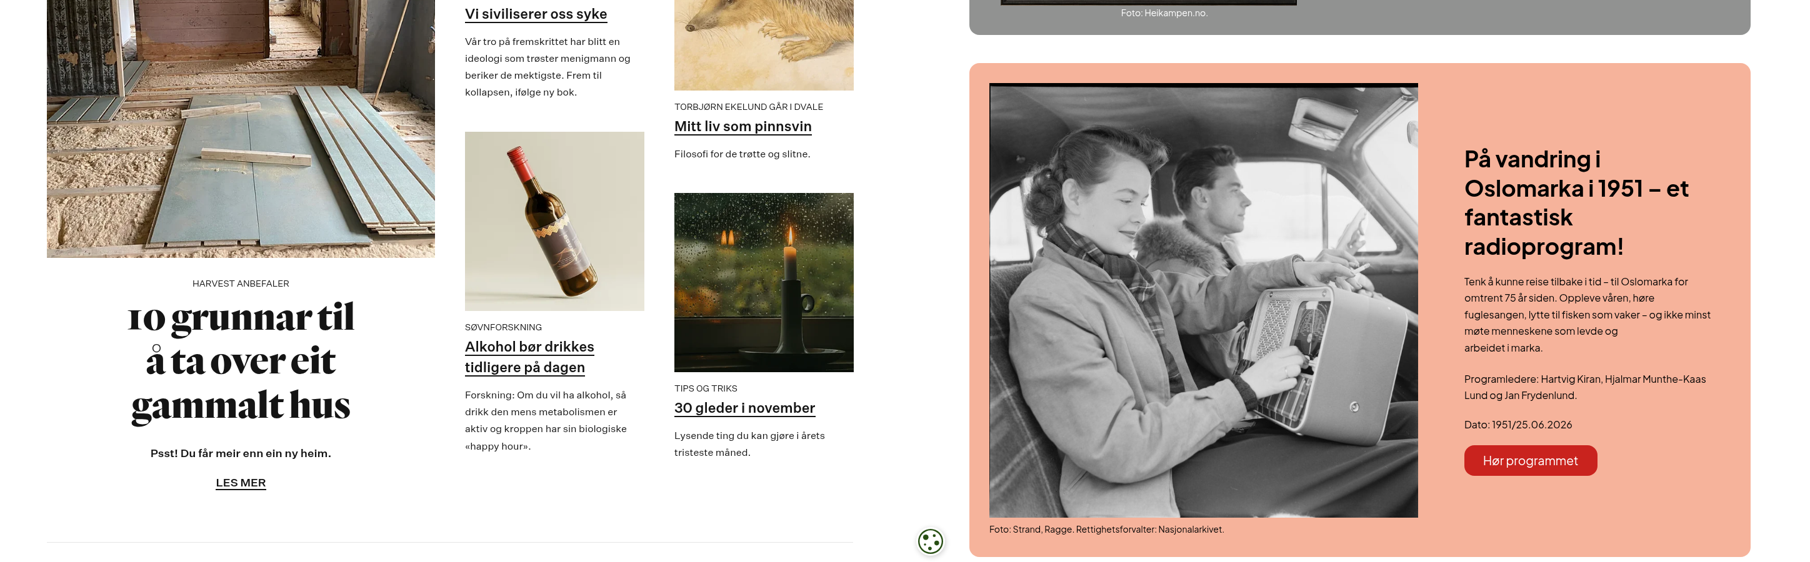 Vi siviliserer oss syke
Vår tro på fremskrittet har blitt en
ideologi som trøster menigmann og
beriker de mektigste. Frem til
kollapsen, ifølge ny bok.
SØVNFORSKNING
Alkohol bør drikkes
tidligere på dagen
Forskning: Om du vil ha alkohol, så
drikk den mens metabolismen er
aktiv og kroppen har sin biologiske
«happy hour».
TORBJØRN EKELUND GÅR I DVALE
Mitt liv som pinnsvin
Filosofi for de trøtte og slitne.
TIPS OG TRIKS
30 gleder i november
Lysende ting du kan gjøre i årets
tristeste måned.
HARVEST ANBEFALER
10 grunnar til
å ta over eit
gammalt hus
Psst! Du får meir enn ein ny heim.
LES MER
Foto: Heikampen.no.
På vandring i
Oslomarka i 1951 – et
fantastisk
radioprogram!
Tenk å kunne reise tilbake i tid – til Oslomarka for
omtrent 75 år siden. Oppleve våren, høre
fuglesangen, lytte til fisken som vaker – og ikke minst
møte menneskene som levde og
arbeidet i marka.
Programledere: Hartvig Kiran, Hjalmar Munthe-Kaas
Lund og Jan Frydenlund.
Dato: 1951/25.06.2026
Hør programmet
Foto: Strand, Ragge. Rettighetsforvalter: Nasjonalarkivet.